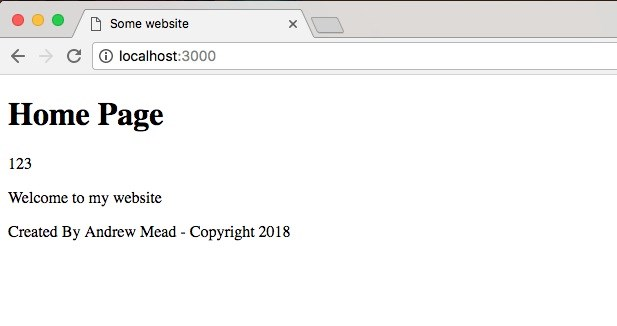 Some website
localhost:3000
Home Page
123
Welcome to my website
Created By Andrew Mead - Copyright 2018